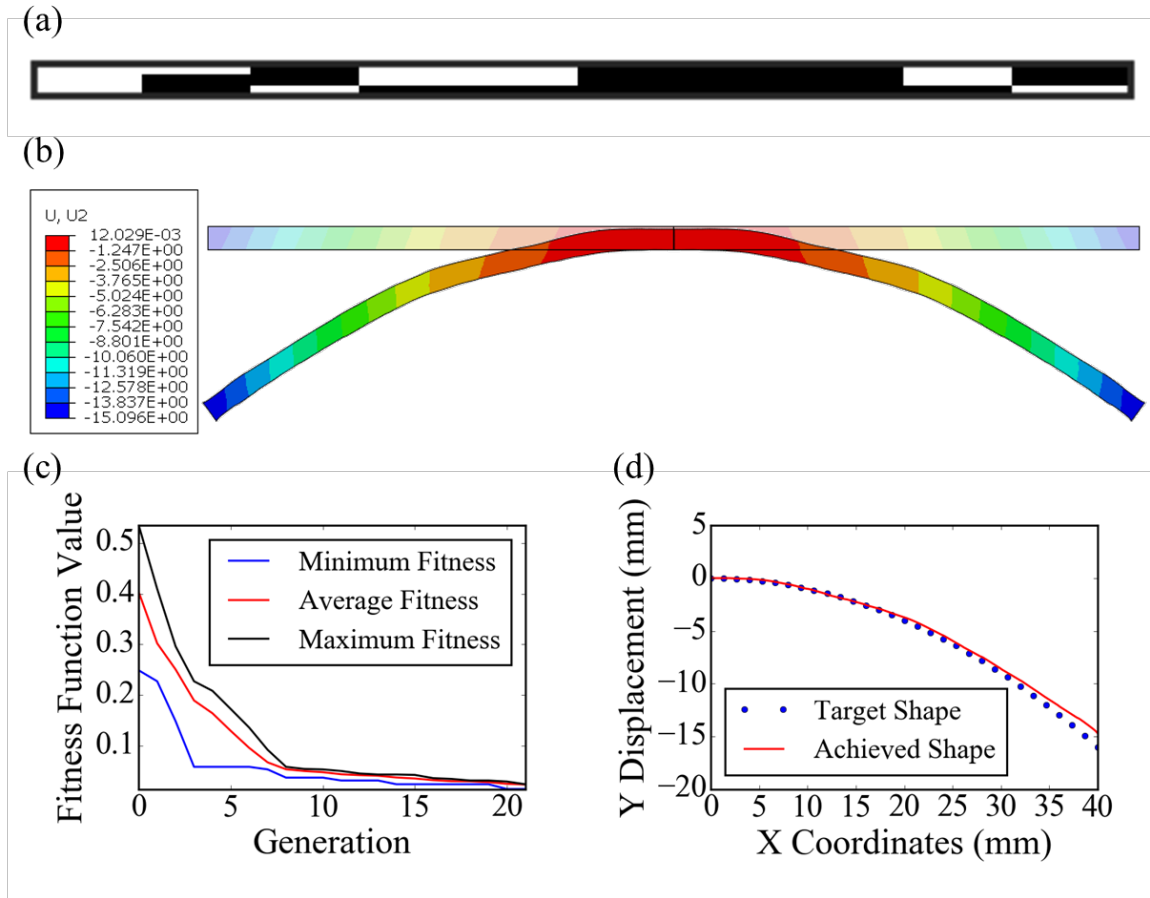 (a)
(b)
U, U2
12.029E-03
-1.247E+00
-2.506E+00
-3.765E+00
-5.024E+00
-6.283E+00
-7.542E+00
-8.801E+00
-10.060E+00
-11.319E+00
-12.578E+00
-13.837E+00
-15.096E+00
(c)
Fitness Function Value
0.5
0.4
0.3
0.2
0.1
Minimum Fitness
Average Fitness
Maximum Fitness
0 5 10 15 20
Generation
(d)
Y Displacement (mm)
5
0
−5
−10
−15
−20
Target Shape
Achieved Shape
0 5 10 15 20 25 30 35 40
X Coordinates (mm)